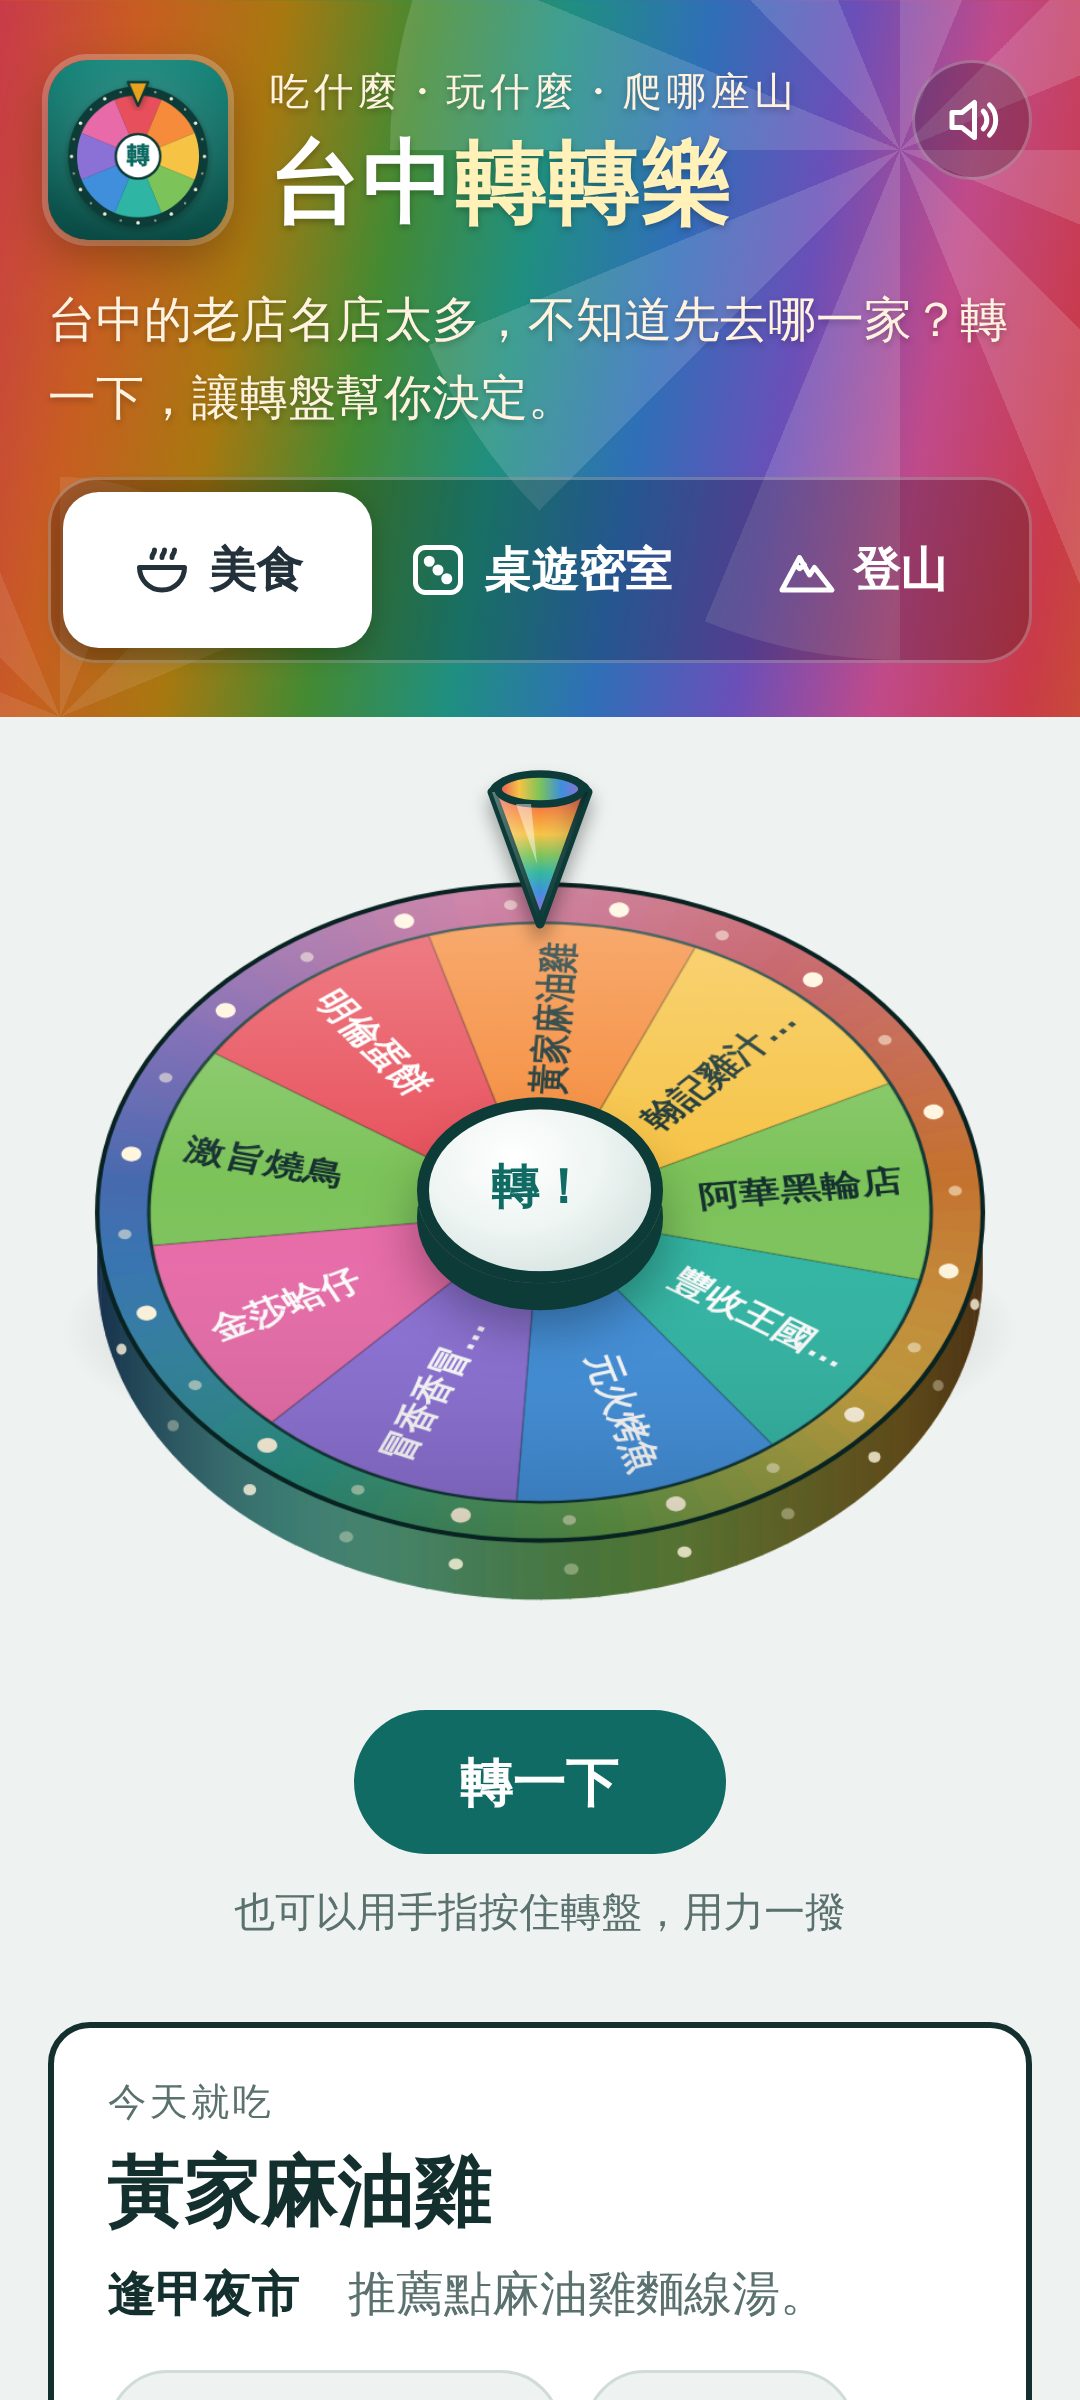 吃什麼・玩什麼・爬哪座山
轉
台中轉轉樂
台中的老店名店太多，不知道先去哪一家？轉
一下，讓轉盤幫你決定。
美食
桌遊密室
登山
黃家麻油雞
翰記雞汁…
阿華黑輪店
豐收王國…
元火烤魚
冒香香冒…
金莎蛤仔
激旨燒鳥
明倫蛋餅
轉！
轉一下
也可以用手指按住轉盤，用力一撥
今天就吃
黃家麻油雞
逢甲夜市　推薦點麻油雞麵線湯。